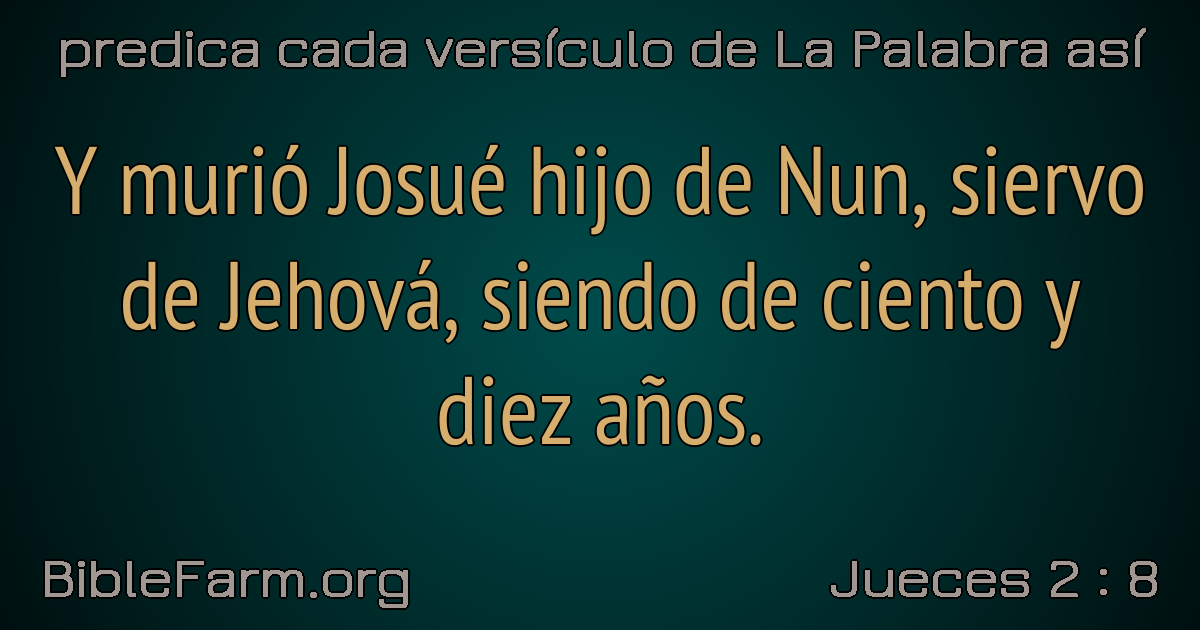 predica cada versículo de La Palabra así
Y murió Josué hijo de Nun, siervo
de Jehová, siendo de ciento y
diez años.
BibleFarm.org
Jueces 2 : 8